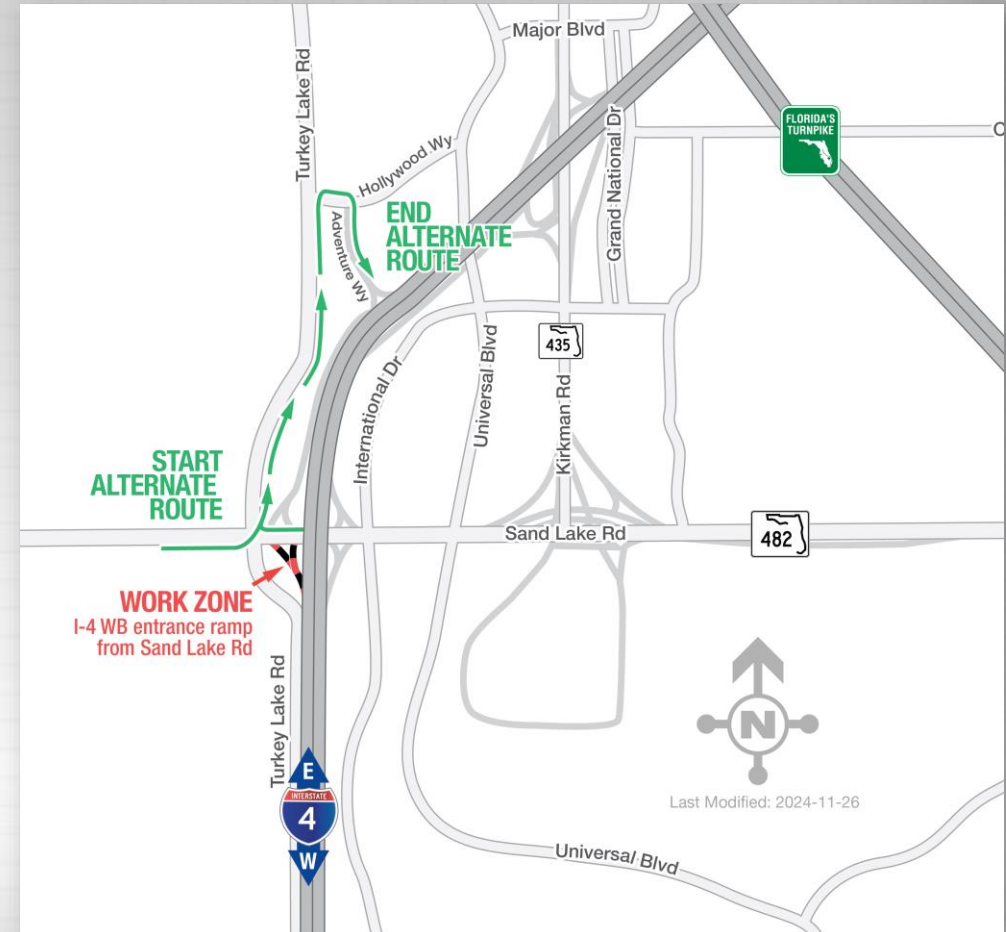 Major Blvd
Turkey Lake Rd
Grand National Dr
FLORIDA'S
TURNPIKE
Hollywood Wy
Adventure Wy
END
ALTERNATE
ROUTE
International Dr
Universal Blvd
435
Kirkman Rd
START
ALTERNATE
ROUTE
Sand Lake Rd
482
WORK ZONE
I-4 WB entrance ramp
from Sand Lake Rd
Turkey Lake Rd
E
INTERSTATE
4
W
N
Last Modified: 2024-11-26
Universal Blvd